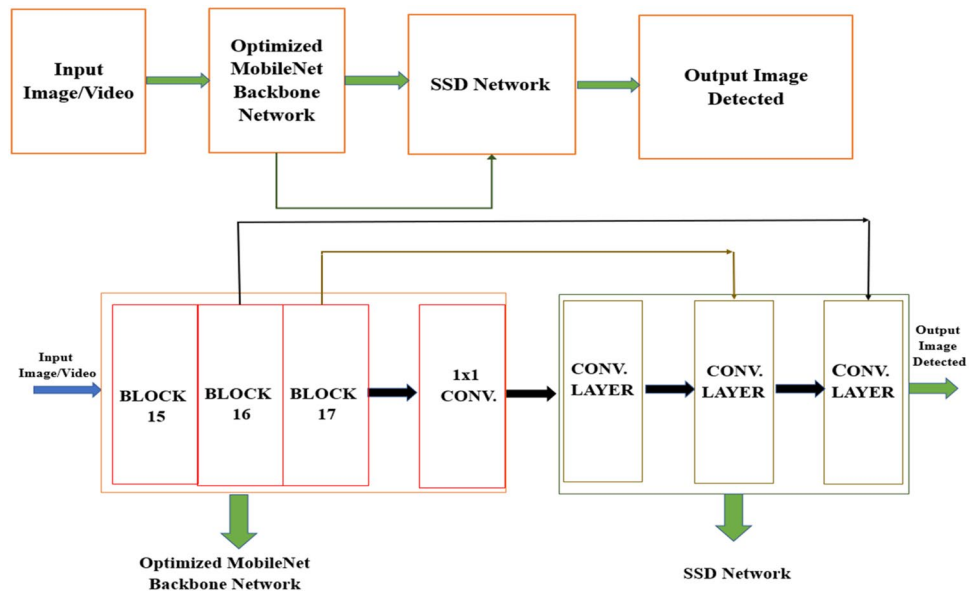 Input
Image/Video
Optimized
MobileNet
Backbone
Network
SSD Network
Output Image
Detected
Input
Image/Video
BLOCK
15
BLOCK
16
BLOCK
17
1x1
CONV.
CONV.
LAYER
CONV.
LAYER
CONV.
LAYER
Output
Image
Detected
Optimized MobileNet
Backbone Network
SSD Network